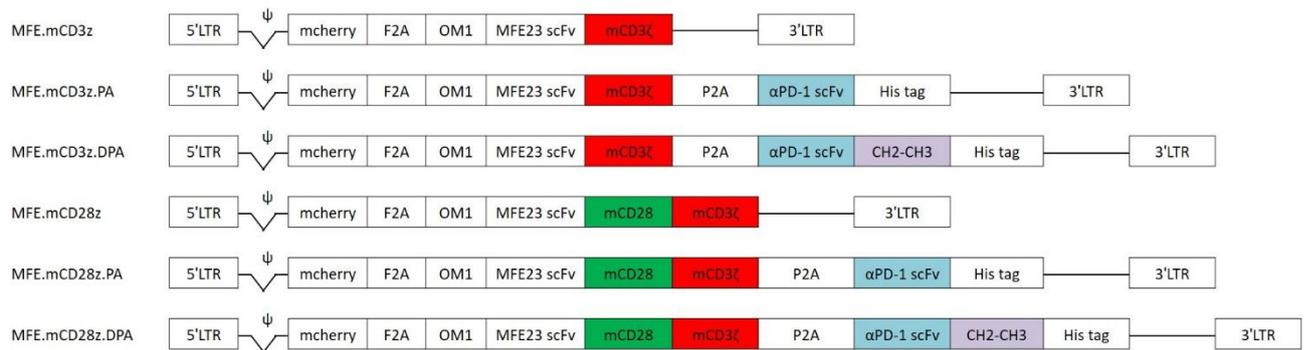 MFE.mCD3z 5'LTR ψ mcherry F2A OM1 MFE23 scFv mCD3ζ 3'LTR
MFE.mCD3z.PA 5'LTR ψ mcherry F2A OM1 MFE23 scFv mCD3ζ P2A αPD-1 scFv His tag 3'LTR
MFE.mCD3z.DPA 5'LTR ψ mcherry F2A OM1 MFE23 scFv mCD3ζ P2A αPD-1 scFv CH2-CH3 His tag 3'LTR
MFE.mCD28z 5'LTR ψ mcherry F2A OM1 MFE23 scFv mCD28 mCD3ζ 3'LTR
MFE.mCD28z.PA 5'LTR ψ mcherry F2A OM1 MFE23 scFv mCD28 mCD3ζ P2A αPD-1 scFv His tag 3'LTR
MFE.mCD28z.DPA 5'LTR ψ mcherry F2A OM1 MFE23 scFv mCD28 mCD3ζ P2A αPD-1 scFv CH2-CH3 His tag 3'LTR